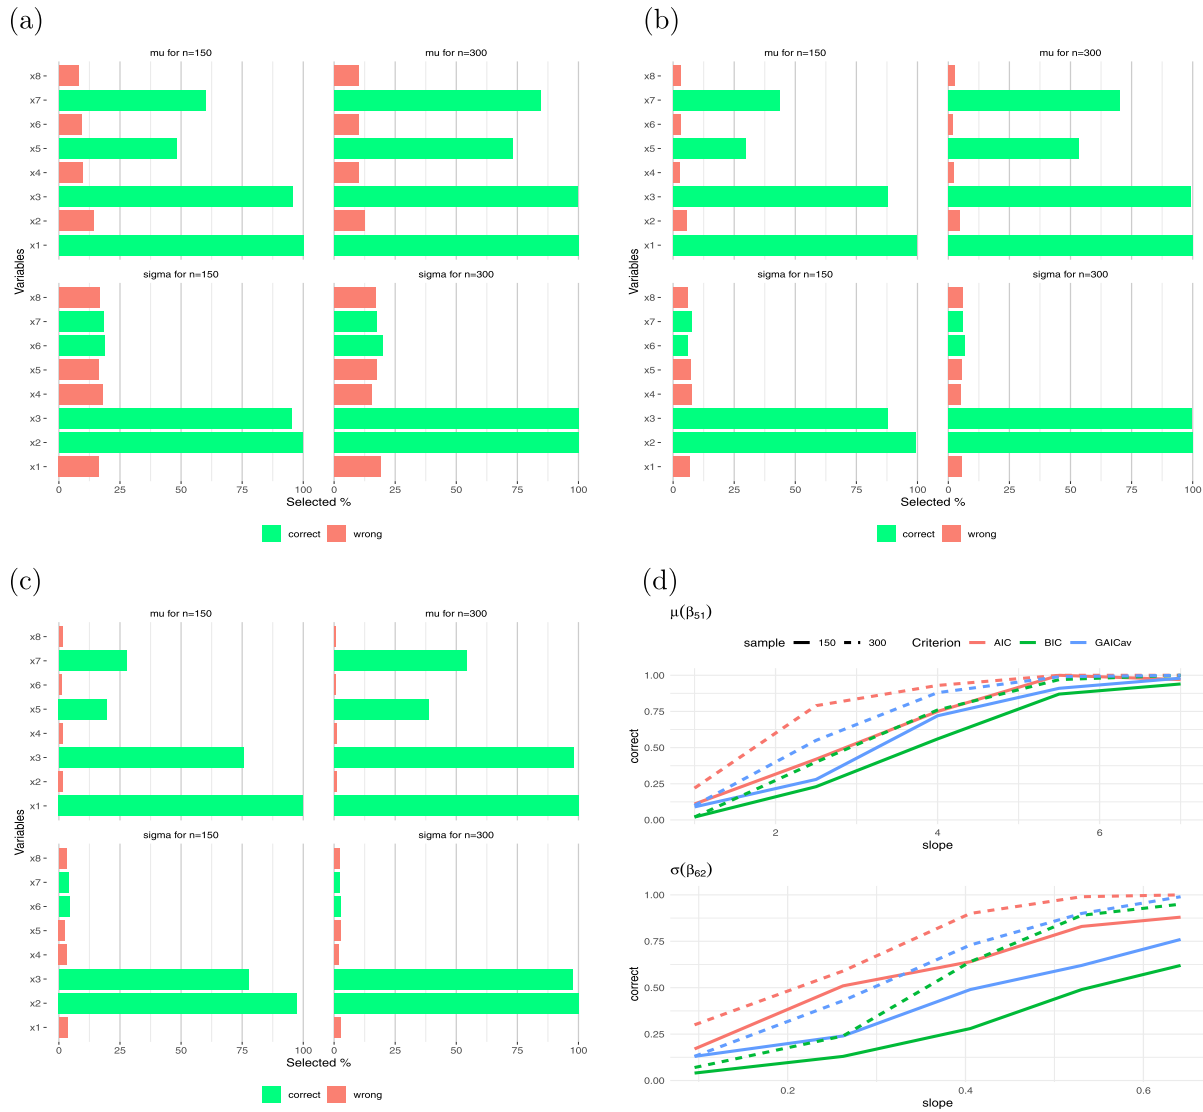 (a)
mu for n=150
mu for n=300
x8
x7
x6
x5
x4
x3
x2
x1
Variables
sigma for n=150
sigma for n=300
x8
x7
x6
x5
x4
x3
x2
x1
0 25 50 75 100 0 25 50 75 100
Selected %
correct wrong
(b)
mu for n=150
mu for n=300
x8
x7
x6
x5
x4
x3
x2
x1
Variables
sigma for n=150
sigma for n=300
x8
x7
x6
x5
x4
x3
x2
x1
0 25 50 75 100 0 25 50 75 100
Selected %
correct wrong
(c)
mu for n=150
mu for n=300
x8
x7
x6
x5
x4
x3
x2
x1
Variables
sigma for n=150
sigma for n=300
x8
x7
x6
x5
x4
x3
x2
x1
0 25 50 75 100 0 25 50 75 100
Selected %
correct wrong
(d)
μ(β51)
sample 150 300 Criterion AIC BIC GAICav
1.00
0.75
0.50
0.25
0.00
correct
2 4 6
slope
σ(β62)
1.00
0.75
0.50
0.25
0.00
correct
0.2 0.4 0.6
slope